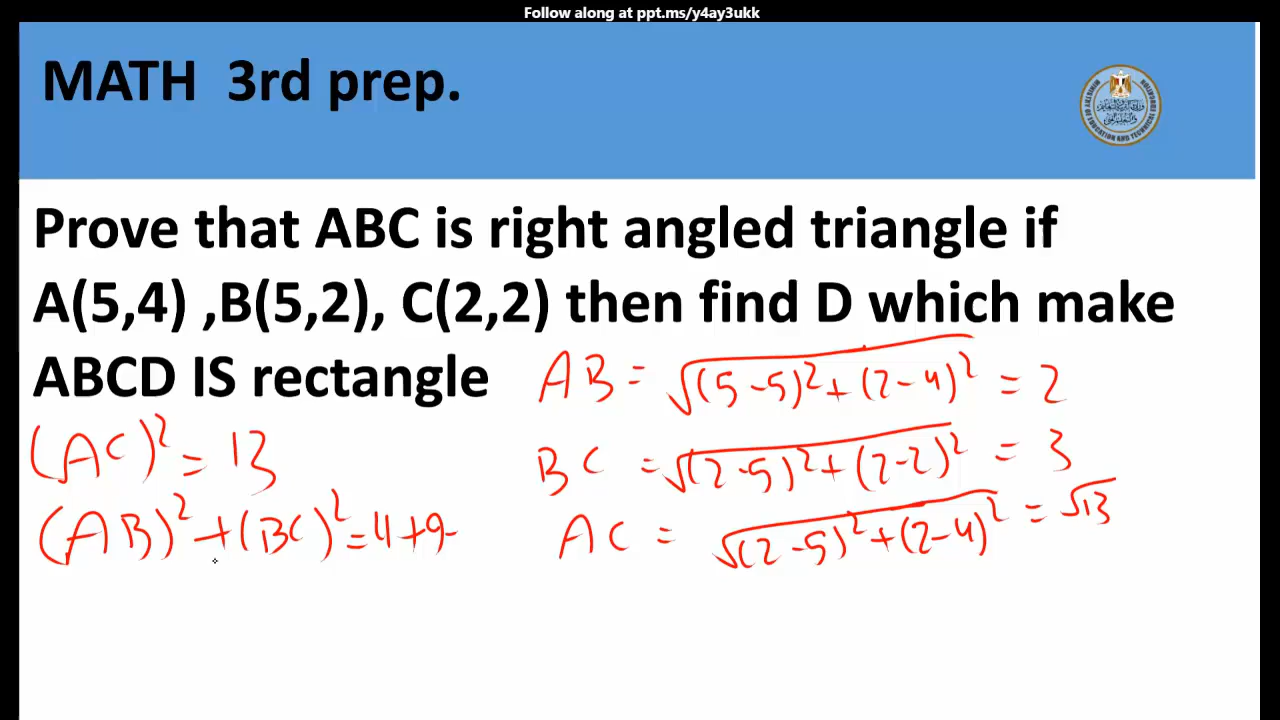 Follow along at ppt.ms/y4ay3ukk
MATH 3rd prep.
Prove that ABC is right angled triangle if
A(5,4) ,B(5,2), C(2,2) then find D which make
ABCD IS rectangle
AB = √(5-5)²+(2-4)² = 2
(AC)² = 13
BC = √(2-5)²+(2-2)² = 3
(AB)²+(BC)²=4+9
AC = √(2-5)²+(2-4)² = √13